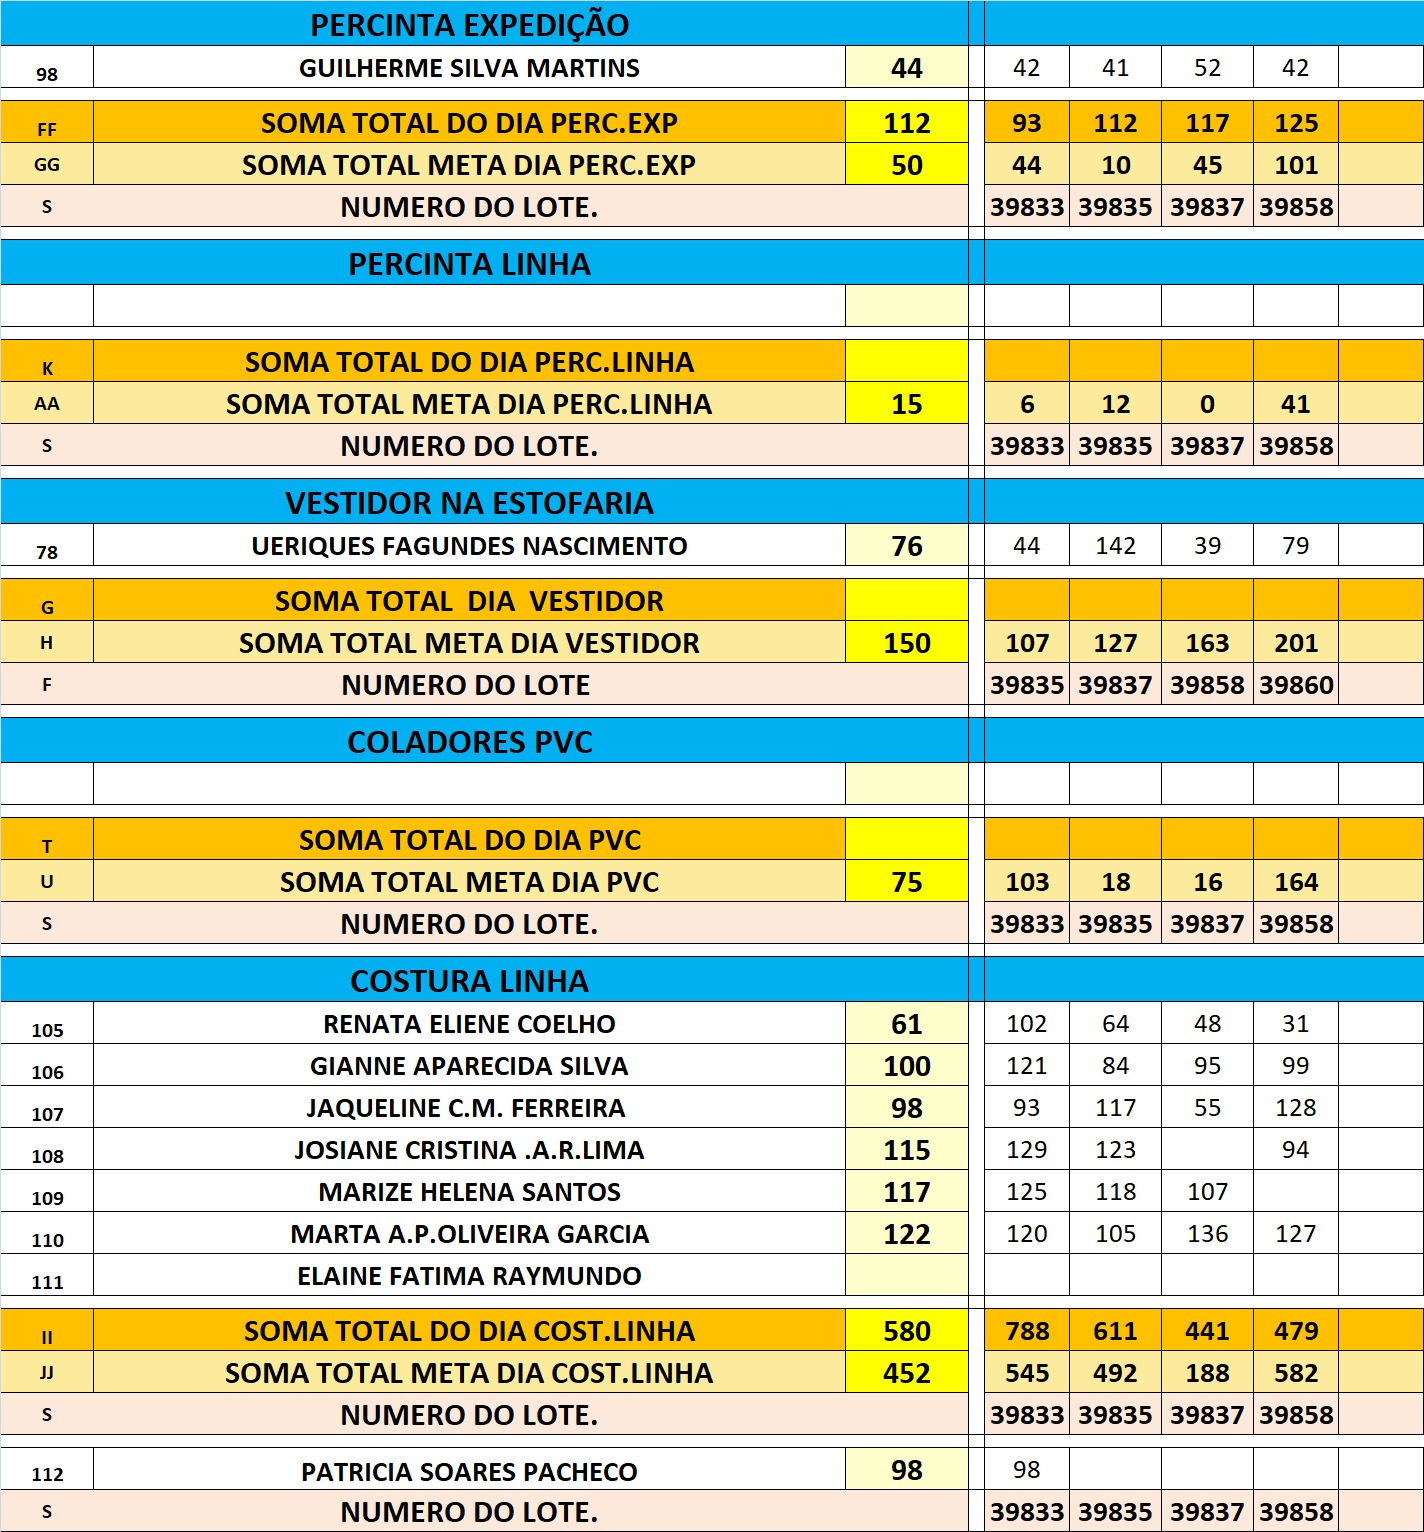 PERCINTA EXPEDIÇÃO
98 GUILHERME SILVA MARTINS 44 42 41 52 42
FF SOMA TOTAL DO DIA PERC.EXP 112 93 112 117 125
GG SOMA TOTAL META DIA PERC.EXP 50 44 10 45 101
S NUMERO DO LOTE. 39833 39835 39837 39858
PERCINTA LINHA
K SOMA TOTAL DO DIA PERC.LINHA
AA SOMA TOTAL META DIA PERC.LINHA 15 6 12 0 41
S NUMERO DO LOTE. 39833 39835 39837 39858
VESTIDOR NA ESTOFARIA
78 UERIQUES FAGUNDES NASCIMENTO 76 44 142 39 79
G SOMA TOTAL DIA VESTIDOR
H SOMA TOTAL META DIA VESTIDOR 150 107 127 163 201
F NUMERO DO LOTE 39835 39837 39858 39860
COLADORES PVC
T SOMA TOTAL DO DIA PVC
U SOMA TOTAL META DIA PVC 75 103 18 16 164
S NUMERO DO LOTE. 39833 39835 39837 39858
COSTURA LINHA
105 RENATA ELIENE COELHO 61 102 64 48 31
106 GIANNE APARECIDA SILVA 100 121 84 95 99
107 JAQUELINE C.M. FERREIRA 98 93 117 55 128
108 JOSIANE CRISTINA .A.R.LIMA 115 129 123 94
109 MARIZE HELENA SANTOS 117 125 118 107
110 MARTA A.P.OLIVEIRA GARCIA 122 120 105 136 127
111 ELAINE FATIMA RAYMUNDO
II SOMA TOTAL DO DIA COST.LINHA 580 788 611 441 479
JJ SOMA TOTAL META DIA COST.LINHA 452 545 492 188 582
S NUMERO DO LOTE. 39833 39835 39837 39858
112 PATRICIA SOARES PACHECO 98 98
S NUMERO DO LOTE. 39833 39835 39837 39858